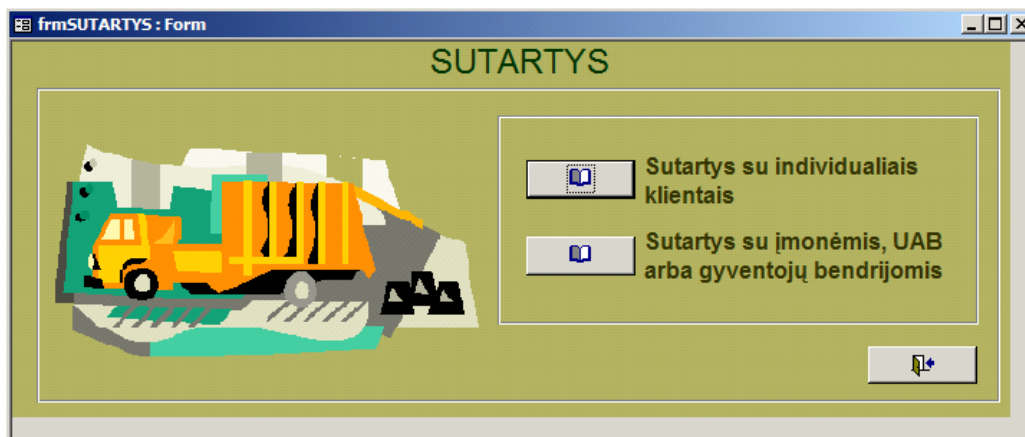 frmSUTARTYS : Form
SUTARTYS
Sutartys su individualiais
klientais
Sutartys su įmonėmis, UAB
arba gyventojų bendrijomis